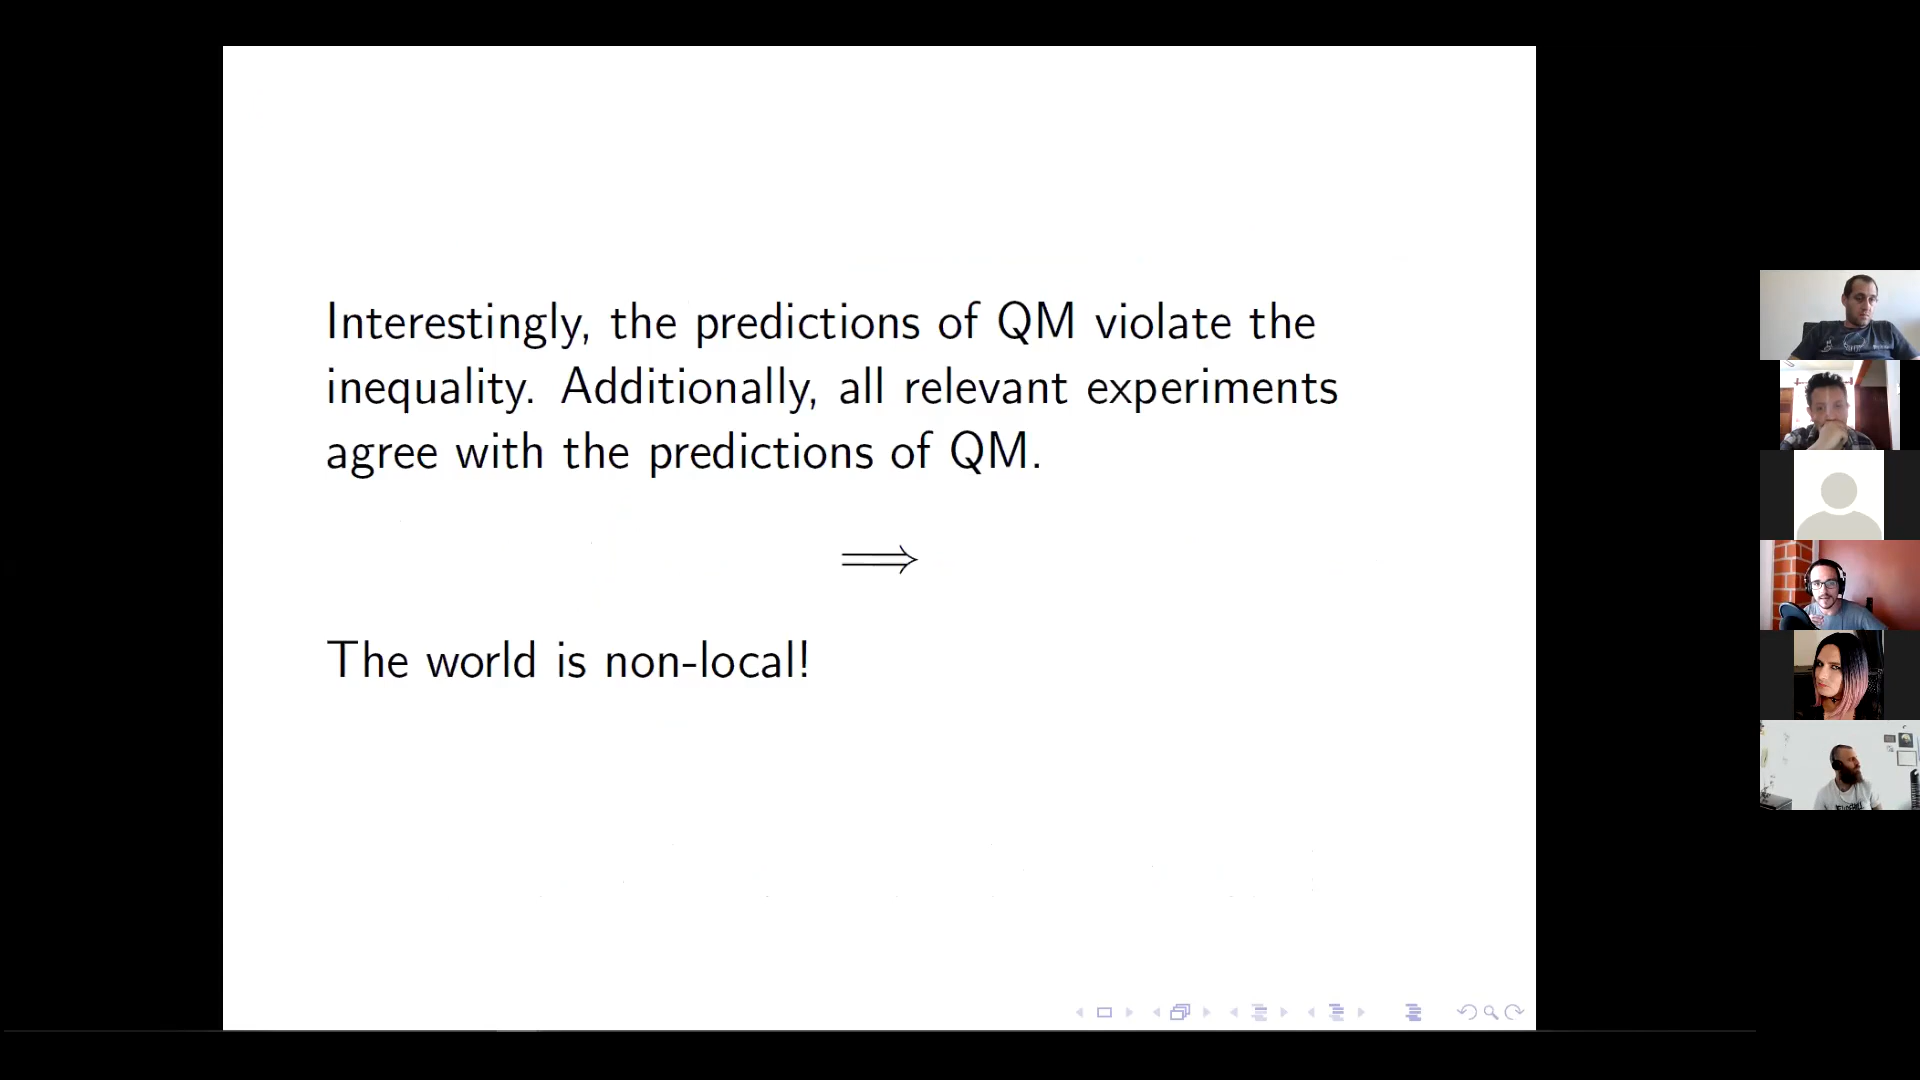 Interestingly, the predictions of QM violate the
inequality. Additionally, all relevant experiments
agree with the predictions of QM.
⟹
The world is non-local!